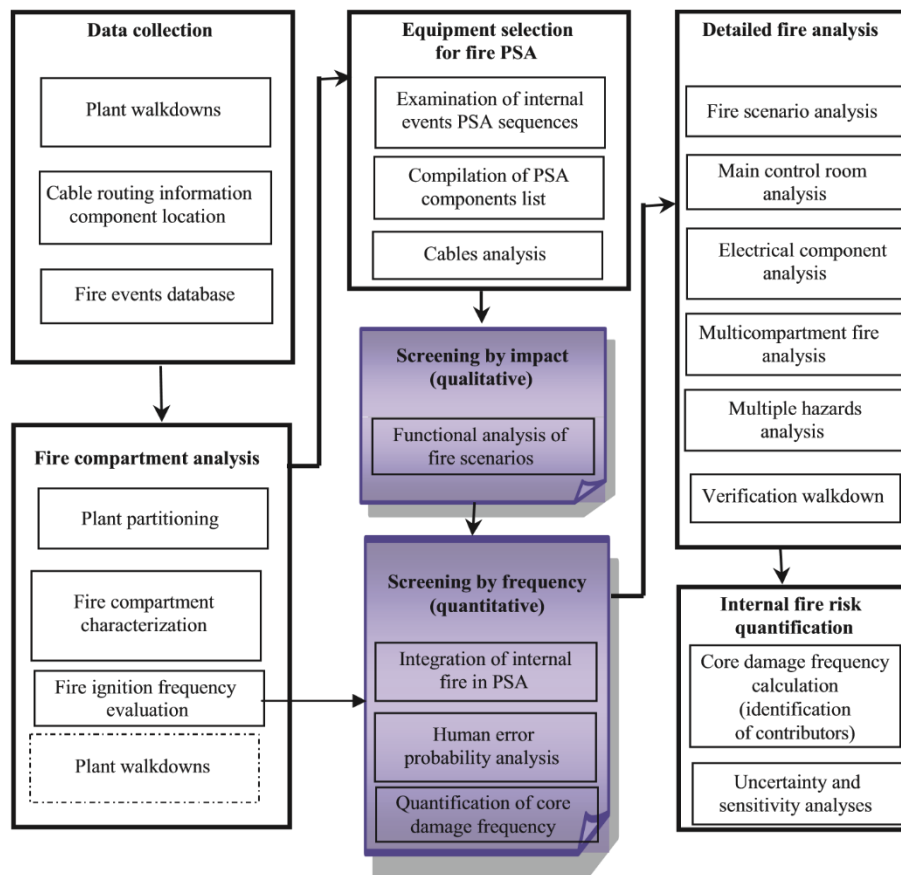 Data collection
Plant walkdowns
Cable routing information
component location
Fire events database
Fire compartment analysis
Plant partitioning
Fire compartment
characterization
Fire ignition frequency
evaluation
Plant walkdowns
Equipment selection
for fire PSA
Examination of internal
events PSA sequences
Compilation of PSA
components list
Cables analysis
Screening by impact
(qualitative)
Functional analysis of
fire scenarios
Screening by frequency
(quantitative)
Integration of internal
fire in PSA
Human error
probability analysis
Quantification of core
damage frequency
Detailed fire analysis
Fire scenario analysis
Main control room
analysis
Electrical component
analysis
Multicompartment fire
analysis
Multiple hazards
analysis
Verification walkdown
Internal fire risk
quantification
Core damage frequency
calculation
(identification
of contributors)
Uncertainty and
sensitivity analyses